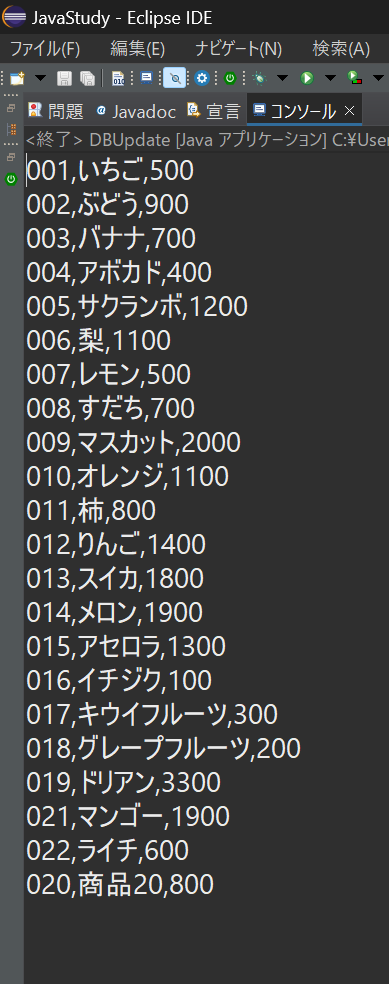 JavaStudy - Eclipse IDE
ファイル(F) 編集(E) ナビゲート(N) 検索(A)
問題 @ Javadoc 宣言 コンソール ×
<終了> DBUpdate [Java アプリケーション] C:¥User
001,いちご,500
002,ぶどう,900
003,バナナ,700
004,アボカド,400
005,サクランボ,1200
006,梨,1100
007,レモン,500
008,すだち,700
009,マスカット,2000
010,オレンジ,1100
011,柿,800
012,りんご,1400
013,スイカ,1800
014,メロン,1900
015,アセロラ,1300
016,イチジク,100
017,キウイフルーツ,300
018,グレープフルーツ,200
019,ドリアン,3300
021,マンゴー,1900
022,ライチ,600
020,商品20,800